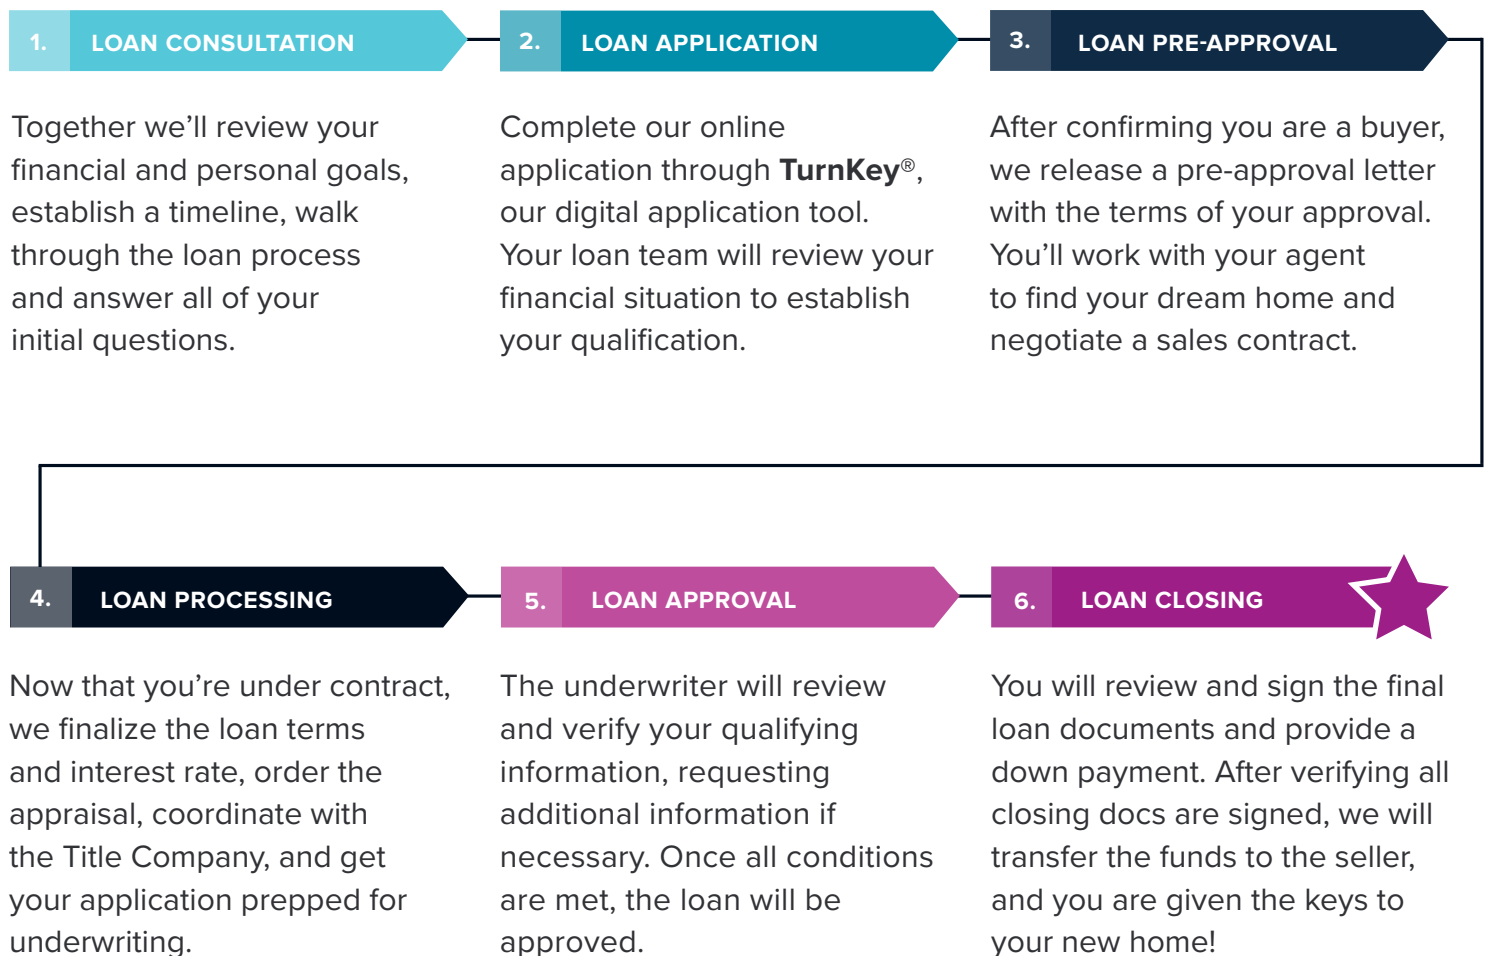 1. LOAN CONSULTATION
Together we’ll review your
financial and personal goals,
establish a timeline, walk
through the loan process
and answer all of your
initial questions.
2. LOAN APPLICATION
Complete our online
application through TurnKey®,
our digital application tool.
Your loan team will review your
financial situation to establish
your qualification.
3. LOAN PRE-APPROVAL
After confirming you are a buyer,
we release a pre-approval letter
with the terms of your approval.
You’ll work with your agent
to find your dream home and
negotiate a sales contract.
4. LOAN PROCESSING
Now that you’re under contract,
we finalize the loan terms
and interest rate, order the
appraisal, coordinate with
the Title Company, and get
your application prepped for
underwriting.
5. LOAN APPROVAL
The underwriter will review
and verify your qualifying
information, requesting
additional information if
necessary. Once all conditions
are met, the loan will be
approved.
6. LOAN CLOSING
You will review and sign the final
loan documents and provide a
down payment. After verifying all
closing docs are signed, we will
transfer the funds to the seller,
and you are given the keys to
your new home!